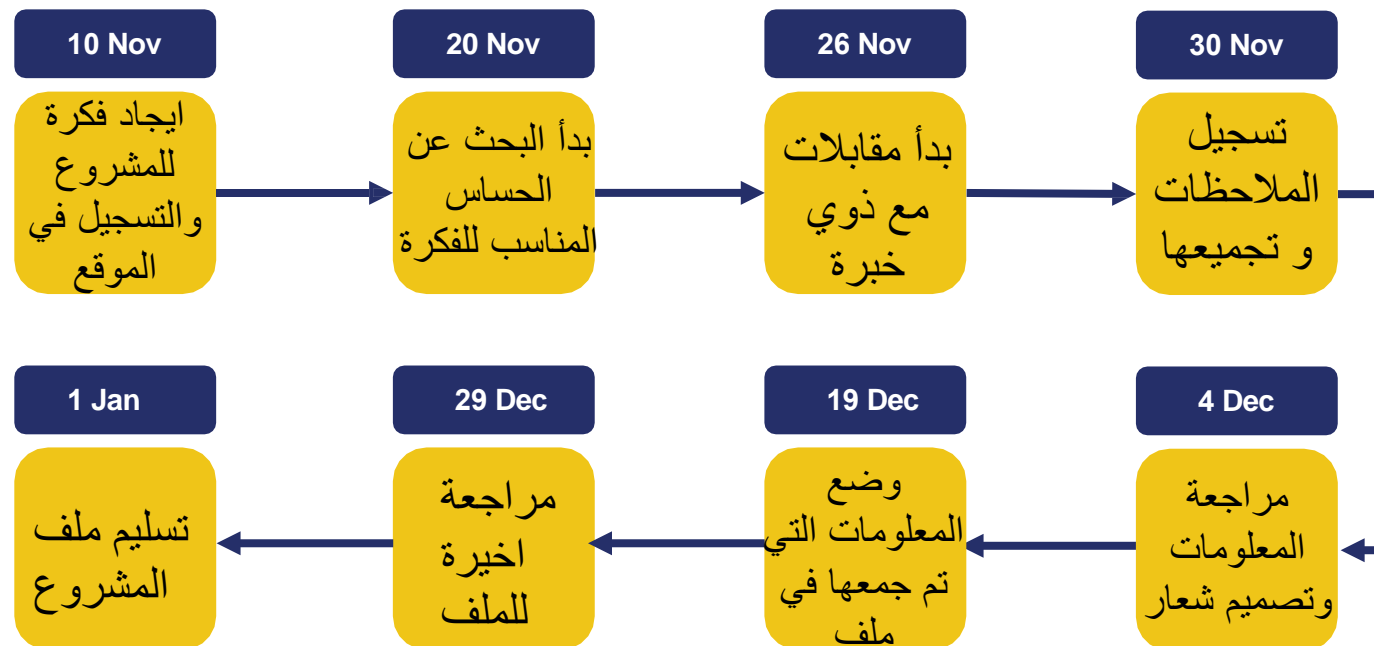 10 Nov
ايجاد فكرة
للمشروع
والتسجيل في
الموقع
20 Nov
بدأ البحث عن
الحساس
المناسب للفكرة
26 Nov
بدأ مقابلات
مع ذوي
خبرة
30 Nov
تسجيل
الملاحظات
و تجميعها
4 Dec
مراجعة
المعلومات
وتصميم شعار
19 Dec
وضع
المعلومات التي
تم جمعها في
ملف
29 Dec
مراجعة
اخيرة
للملف
1 Jan
تسليم ملف
المشروع